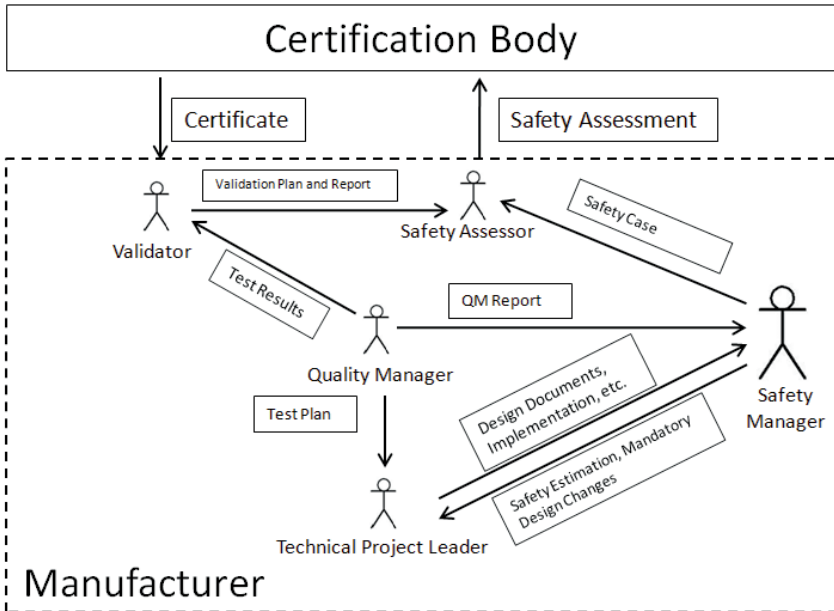 Certification Body
Certificate
Safety Assessment
Validation Plan and Report
Safety Case
Validator
Safety Assessor
Test Results
QM Report
Quality Manager
Design Documents,
Implementation, etc.
Safety
Manager
Test Plan
Safety Estimation, Mandatory
Design Changes
Technical Project Leader
Manufacturer